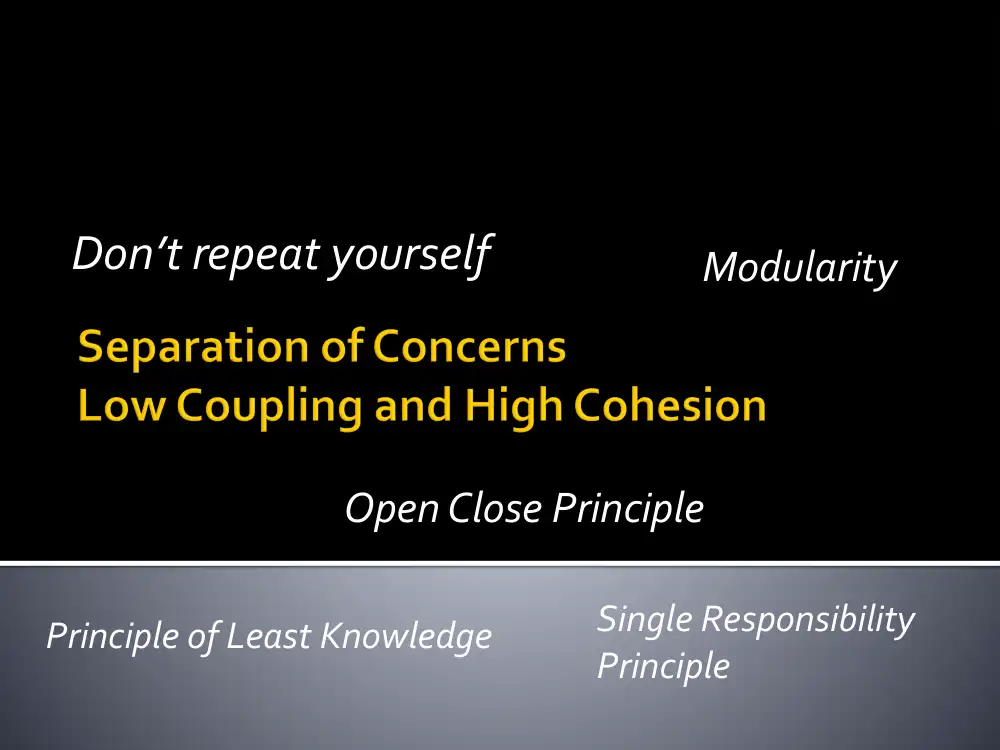 Don’t repeat yourself
Modularity
Separation of Concerns
Low Coupling and High Cohesion
Open Close Principle
Principle of Least Knowledge
Single Responsibility
Principle